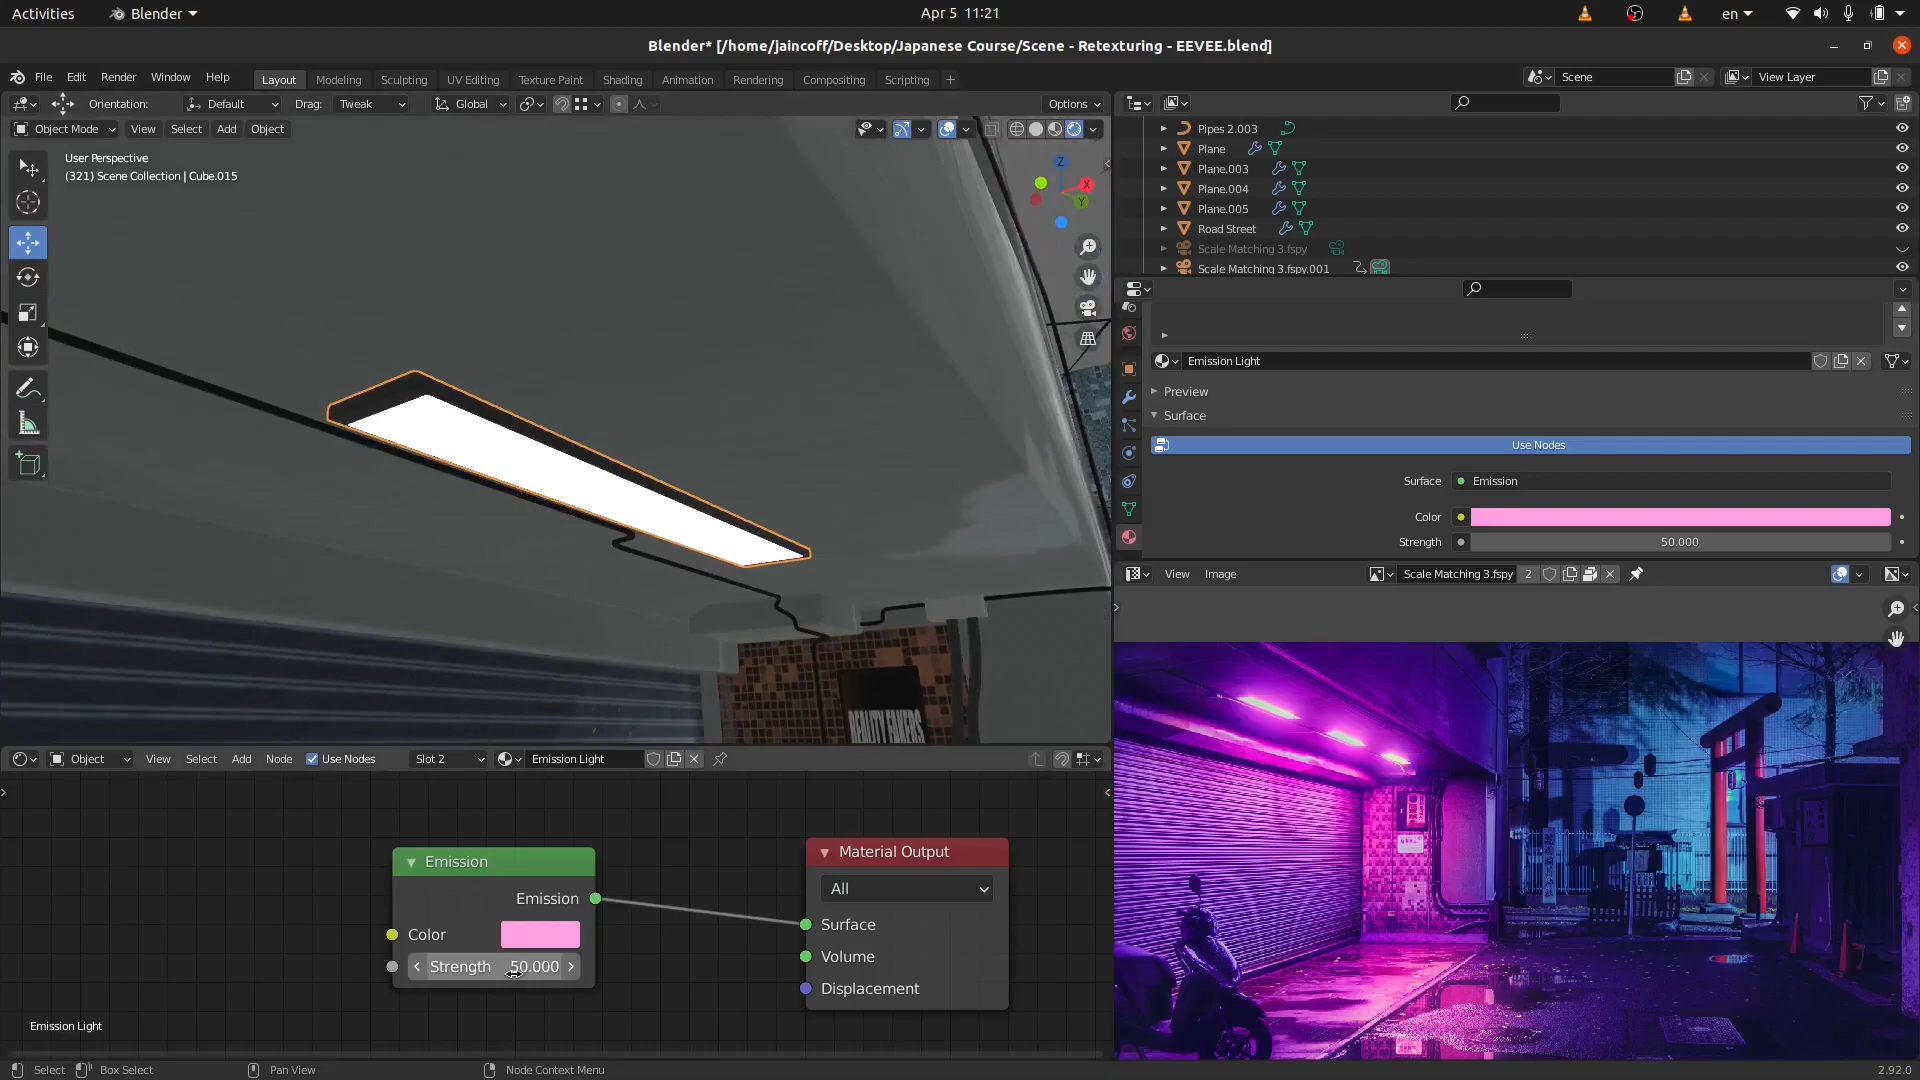 Activities Blender Apr 5 11:21 en
Blender* [/home/jaincoff/Desktop/Japanese Course/Scene - Retexturing - EEVEE.blend]
File Edit Render Window Help Layout Modeling Sculpting UV Editing Texture Paint Shading Animation Rendering Compositing Scripting + Scene View Layer
Orientation: Default Drag: Tweak Global Options
Object Mode View Select Add Object
User Perspective
(321) Scene Collection | Cube.015
Z
X
Y
Pipes 2.003
Plane
Plane.003
Plane.004
Plane.005
Road Street
Scale Matching 3.fspy
Scale Matching 3.fspy.001
Emission Light
Preview
Surface
Use Nodes
Surface Emission
Color
Strength 50.000
View Image Scale Matching 3.fspy 2
REALITY FAKERS
Object View Select Add Node Use Nodes Slot 2 Emission Light
Emission
Emission
Color
Strength 50.000
Material Output
All
Surface
Volume
Displacement
Emission Light
Select Box Select Pan View Node Context Menu 2.92.0